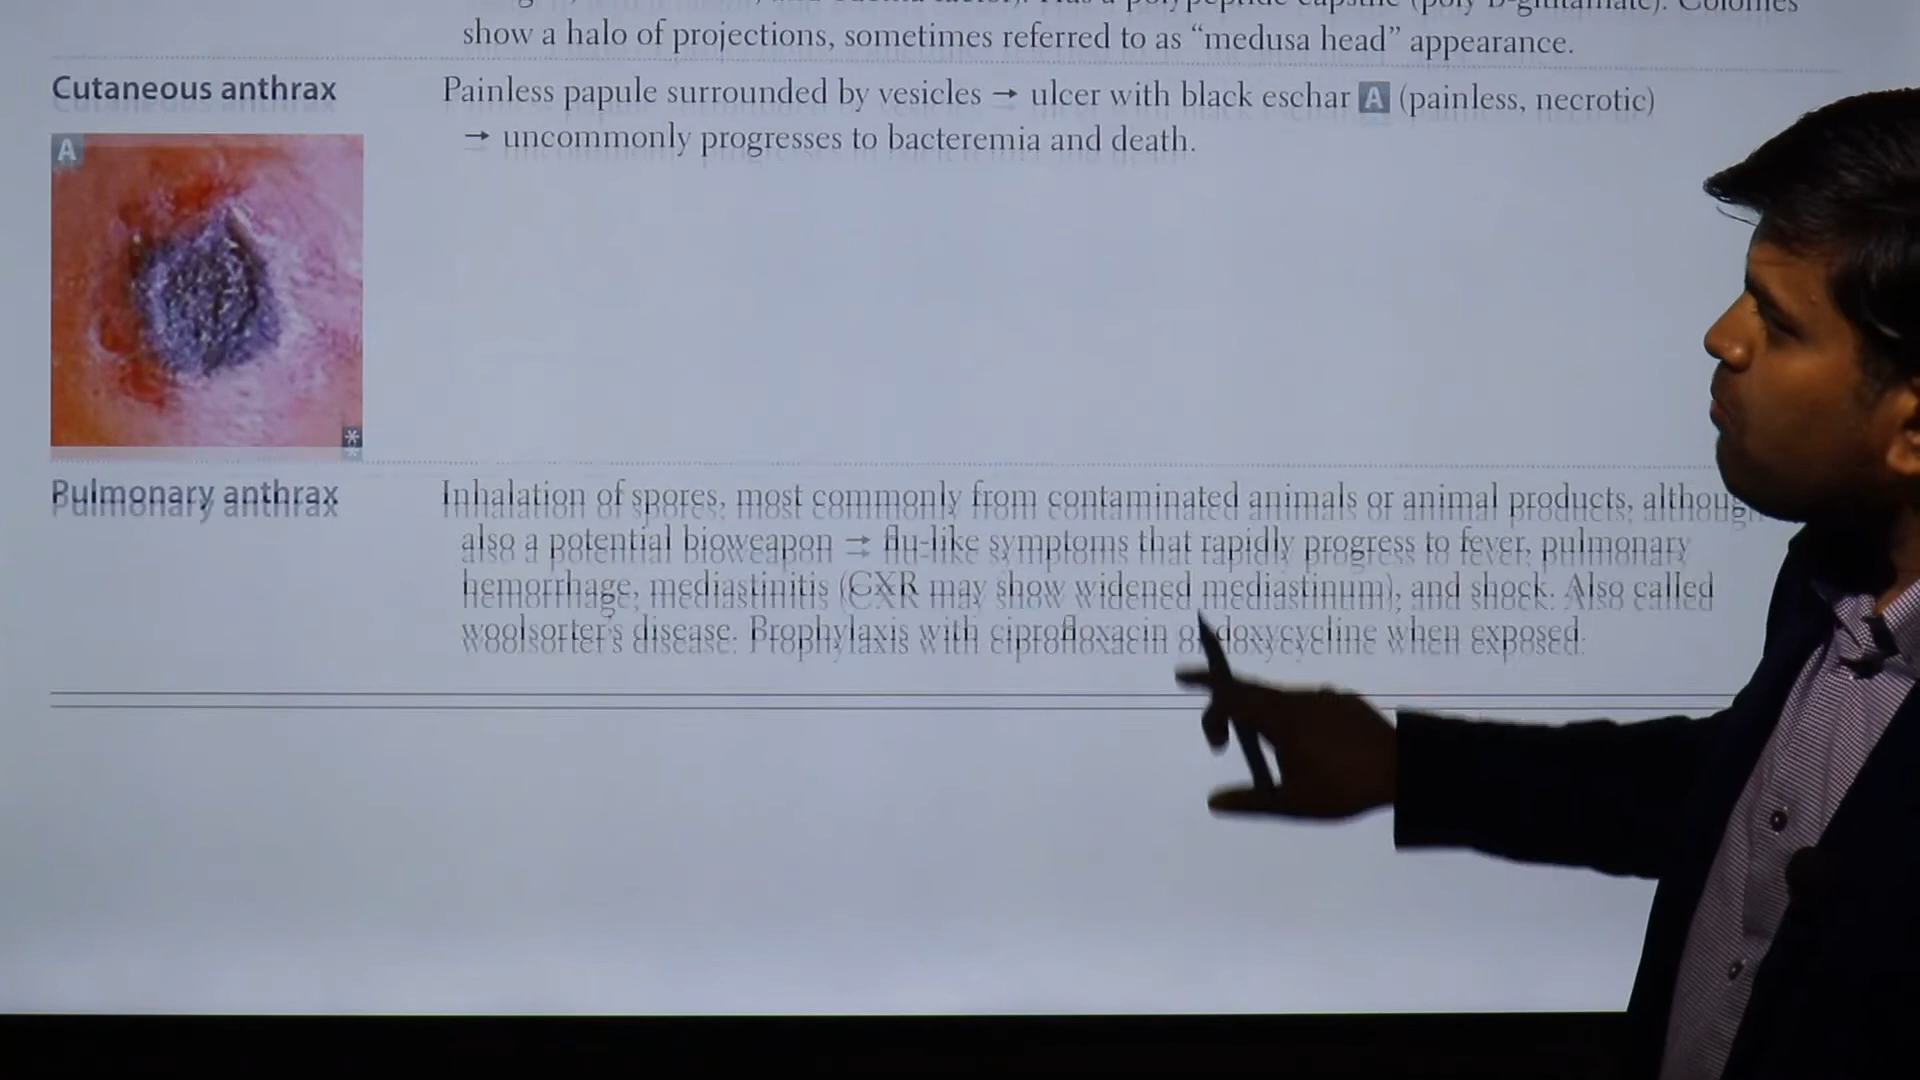 show a halo of projections, sometimes referred to as “medusa head” appearance.
Cutaneous anthrax
Painless papule surrounded by vesicles → ulcer with black eschar A (painless, necrotic)
→ uncommonly progresses to bacteremia and death.
A
Pulmonary anthrax
Inhalation of spores, most commonly from contaminated animals or animal products,
also a potential bioweapon → flu-like symptoms that rapidly progress to fever, pulmonary
hemorrhage, mediastinitis (CXR may show widened mediastinum), and shock. Also called
woolsorter's disease. Prophylaxis with ciprofloxacin doxycycline when exposed.